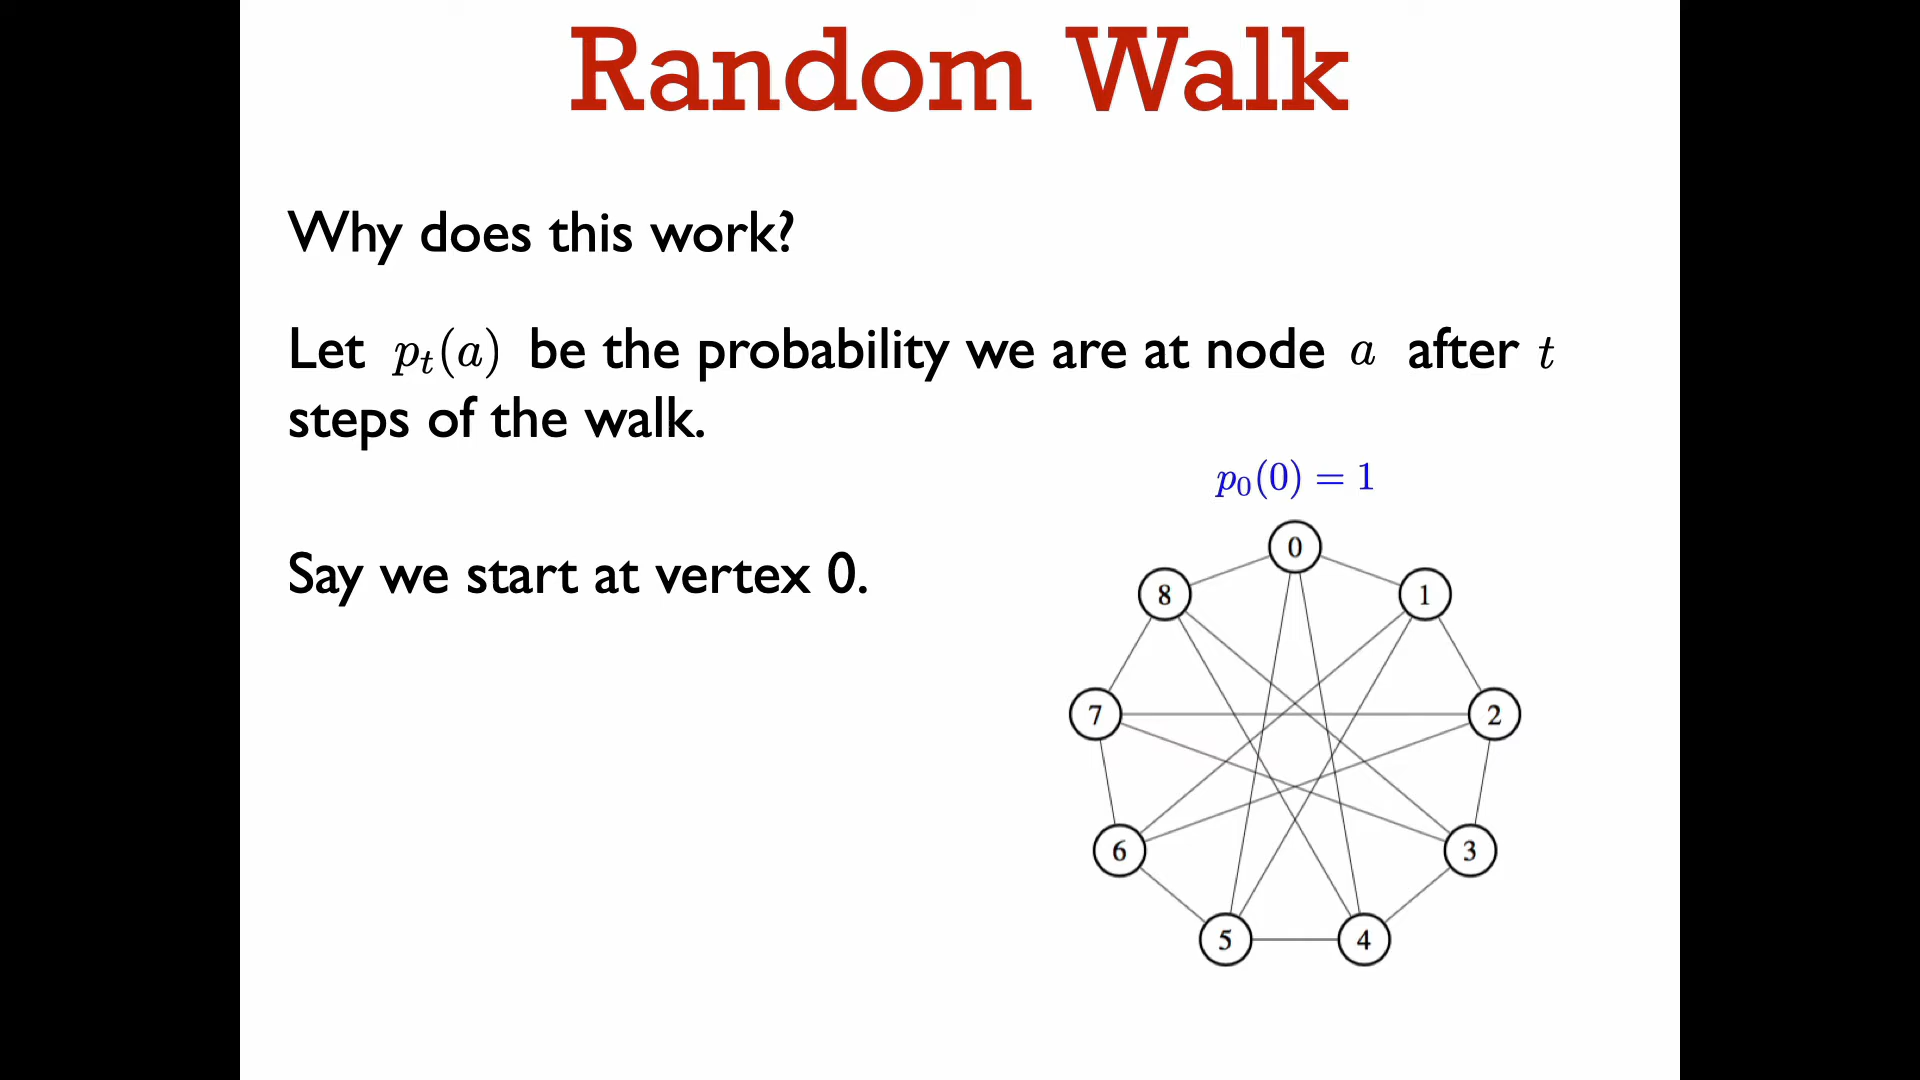 Random Walk
Why does this work?
Let p_t(a) be the probability we are at node a after t
steps of the walk.
p_0(0) = 1
Say we start at vertex 0.
0
8
1
7
2
6
3
5
4